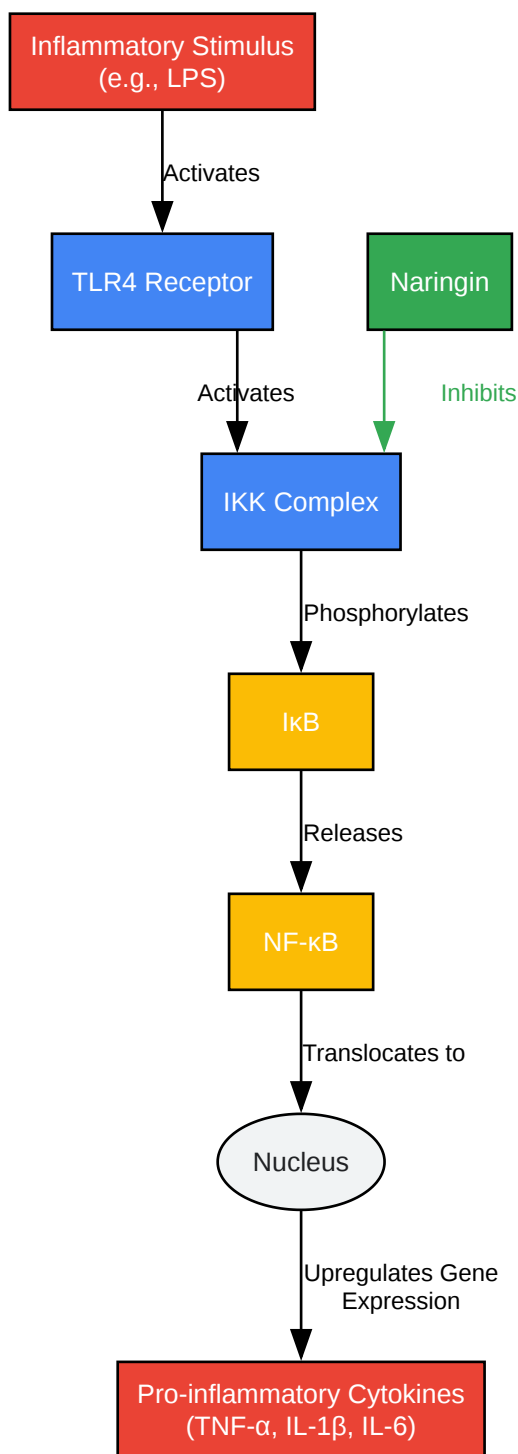 Inflammatory Stimulus
(e.g., LPS)
Activates
TLR4 Receptor
Naringin
Activates
Inhibits
IKK Complex
Phosphorylates
IκB
Releases
NF-κB
Translocates to
Nucleus
Upregulates Gene
Expression
Pro-inflammatory Cytokines
(TNF-α, IL-1β, IL-6)